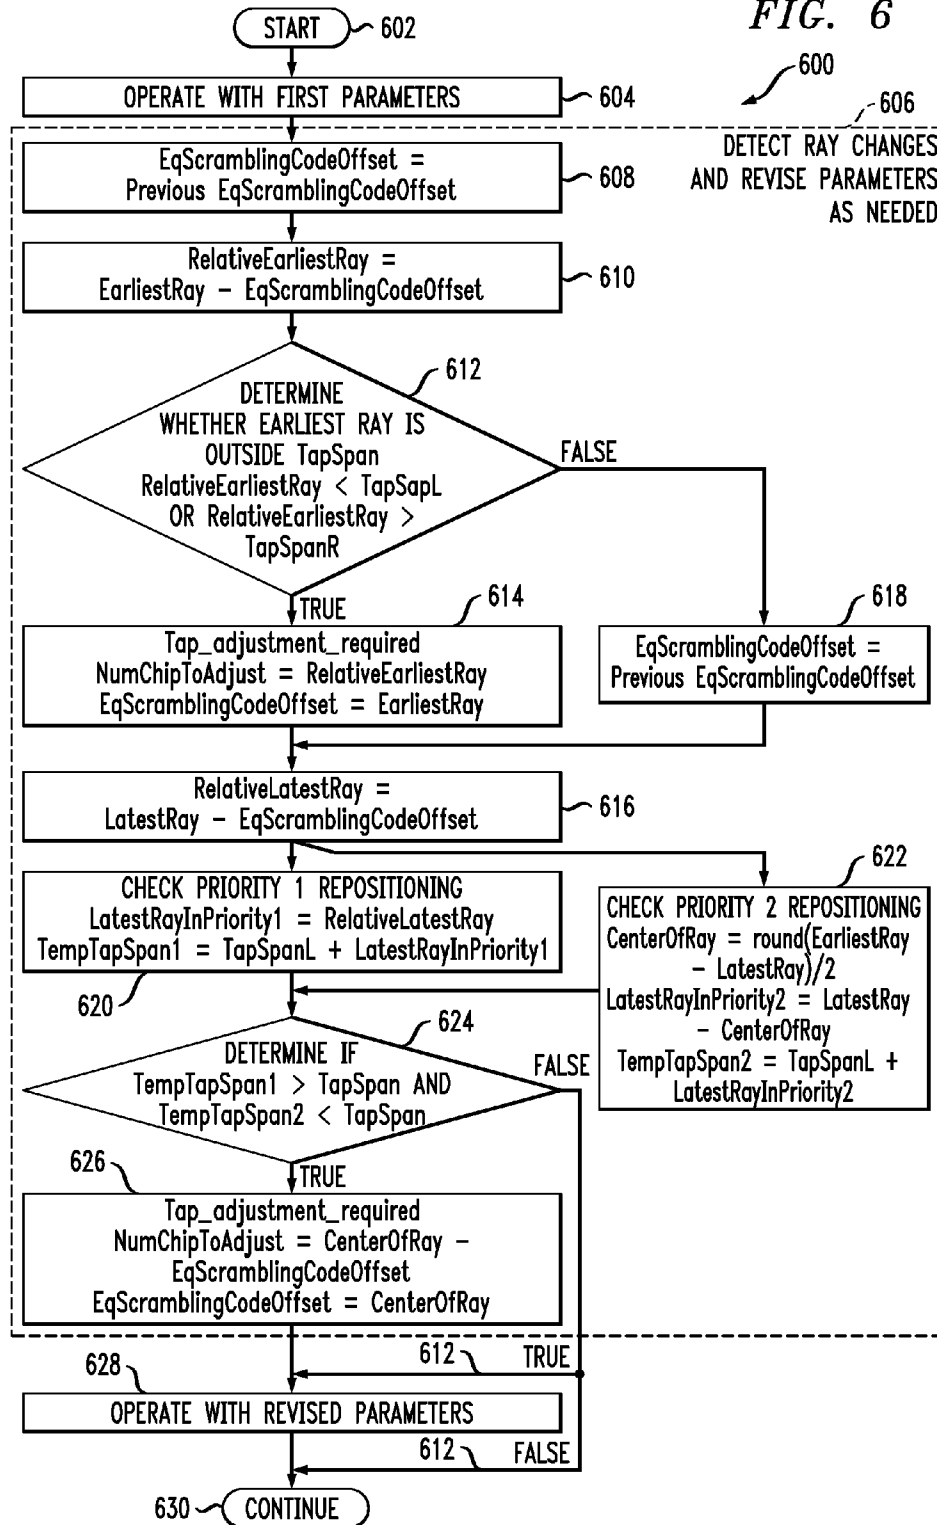 FIG. 6
START
602
600
OPERATE WITH FIRST PARAMETERS
604
606
DETECT RAY CHANGES
AND REVISE PARAMETERS
AS NEEDED
EqScramblingCodeOffset =
Previous EqScramblingCodeOffset
608
RelativeEarliestRay =
EarliestRay – EqScramblingCodeOffset
610
612
DETERMINE
WHETHER EARLIEST RAY IS
OUTSIDE TapSpan
RelativeEarliestRay < TapSapL
OR RelativeEarliestRay >
TapSpanR
FALSE
TRUE
614
Tap_adjustment_required
NumChipToAdjust = RelativeEarliestRay
EqScramblingCodeOffset = EarliestRay
618
EqScramblingCodeOffset =
Previous EqScramblingCodeOffset
RelativeLatestRay =
LatestRay – EqScramblingCodeOffset
616
CHECK PRIORITY 1 REPOSITIONING
LatestRayInPriority1 = RelativeLatestRay
TempTapSpan1 = TapSpanL + LatestRayInPriority1
620
622
CHECK PRIORITY 2 REPOSITIONING
CenterOfRay = round(EarliestRay
– LatestRay)/2
LatestRayInPriority2 = LatestRay
– CenterOfRay
TempTapSpan2 = TapSpanL +
LatestRayInPriority2
624
DETERMINE IF
TempTapSpan1 > TapSpan AND
TempTapSpan2 < TapSpan
FALSE
TRUE
626
Tap_adjustment_required
NumChipToAdjust = CenterOfRay –
EqScramblingCodeOffset
EqScramblingCodeOffset = CenterOfRay
612
TRUE
628
OPERATE WITH REVISED PARAMETERS
612
FALSE
630
CONTINUE